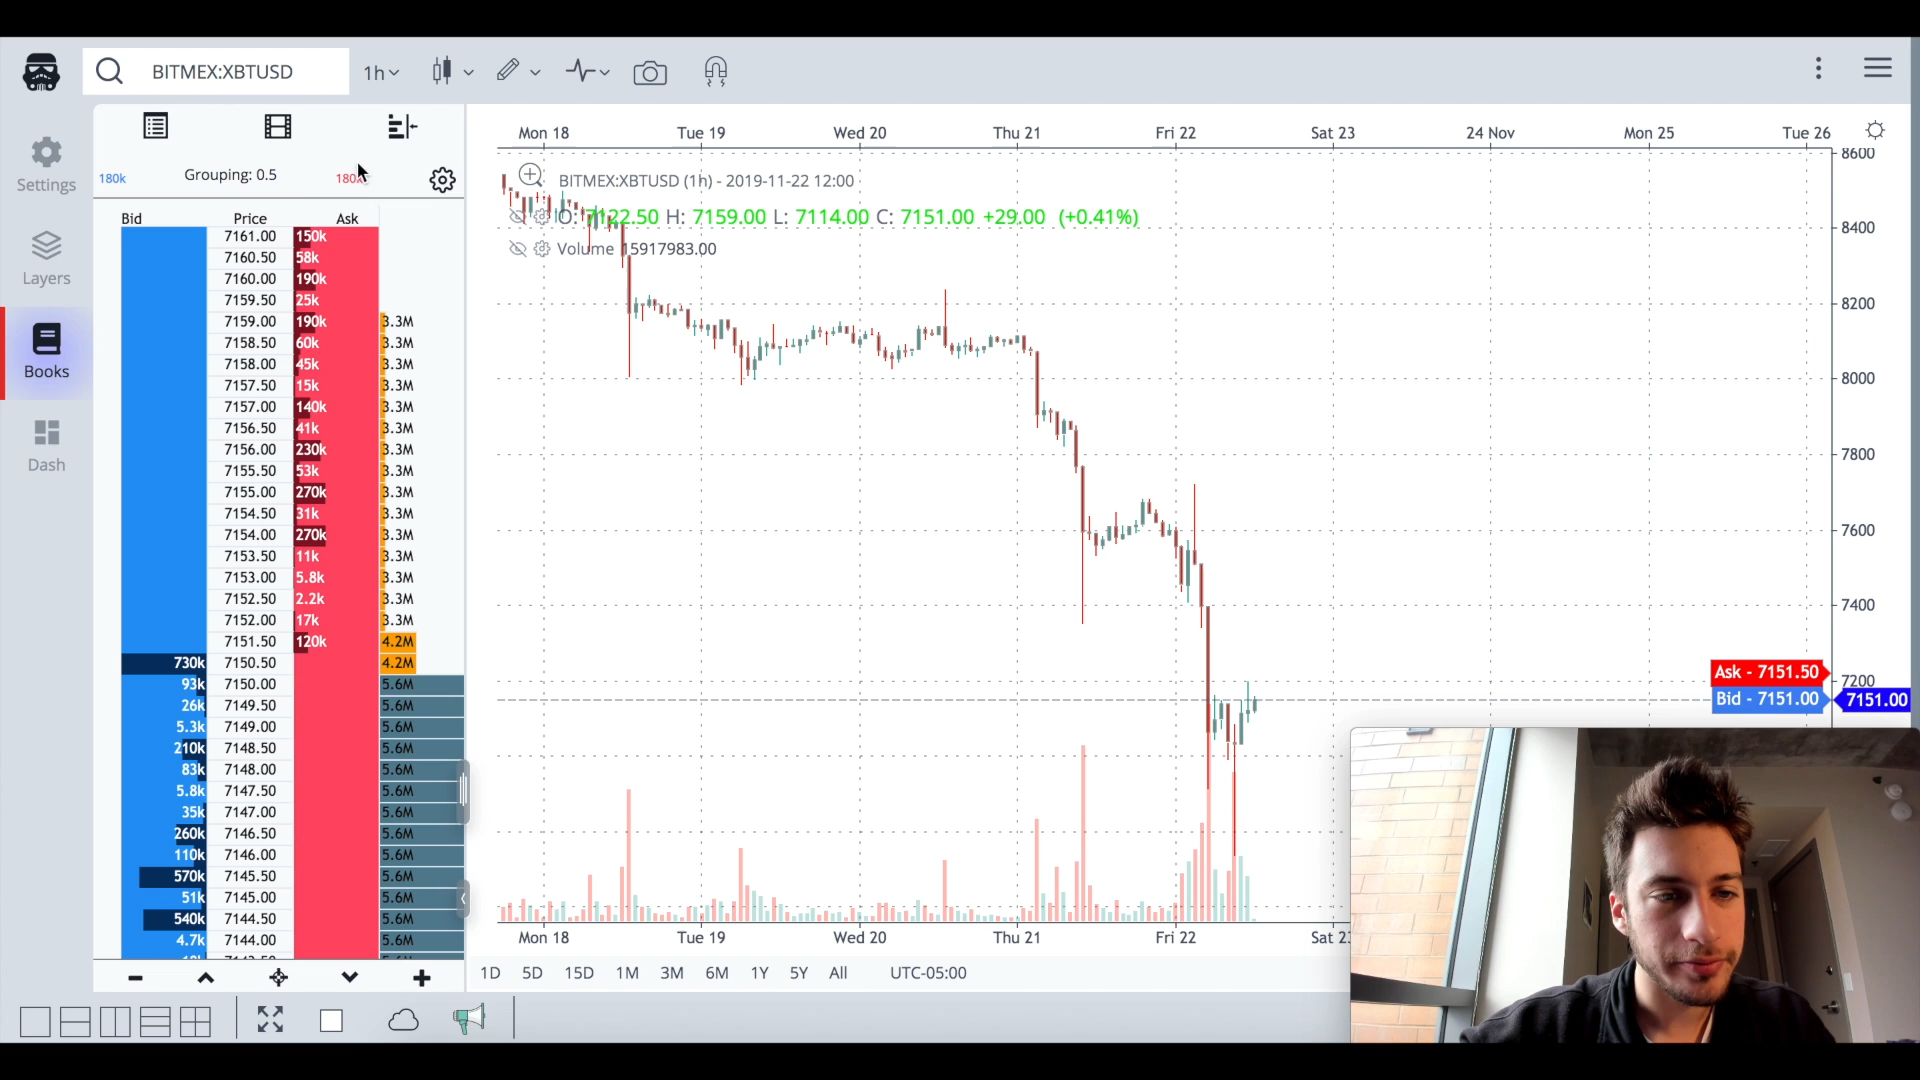 BITMEX:XBTUSD
1h
Settings
Layers
Books
Dash
180k Grouping: 0.5
Bid Price Ask
7161.00 150k
7160.50 58k
7160.00 190k
7159.50 25k
7159.00 190k 3.3M
7158.50 60k 3.3M
7158.00 45k 3.3M
7157.50 15k 3.3M
7157.00 140k 3.3M
7156.50 41k 3.3M
7156.00 230k 3.3M
7155.50 53k 3.3M
7155.00 270k 3.3M
7154.50 31k 3.3M
7154.00 270k 3.3M
7153.50 11k 3.3M
7153.00 5.8k 3.3M
7152.50 2.2k 3.3M
7152.00 17k 3.3M
7151.50 120k 4.2M
730k 7150.50 4.2M
93k 7150.00 5.6M
26k 7149.50 5.6M
5.3k 7149.00 5.6M
210k 7148.50 5.6M
83k 7148.00 5.6M
5.8k 7147.50 5.6M
35k 7147.00 5.6M
260k 7146.50 5.6M
110k 7146.00 5.6M
570k 7145.50 5.6M
51k 7145.00 5.6M
540k 7144.50 5.6M
4.7k 7144.00 5.6M
Mon 18 Tue 19 Wed 20 Thu 21 Fri 22 Sat 23 24 Nov Mon 25 Tue 26
BITMEX:XBTUSD (1h) - 2019-11-22 12:00
O: 7122.50 H: 7159.00 L: 7114.00 C: 7151.00 +29.00 (+0.41%)
Volume 15917983.00
8600
8400
8200
8000
7800
7600
7400
7200
Ask - 7151.50
Bid - 7151.00
7151.00
Mon 18 Tue 19 Wed 20 Thu 21 Fri 22 Sat
1D 5D 15D 1M 3M 6M 1Y 5Y All UTC-05:00